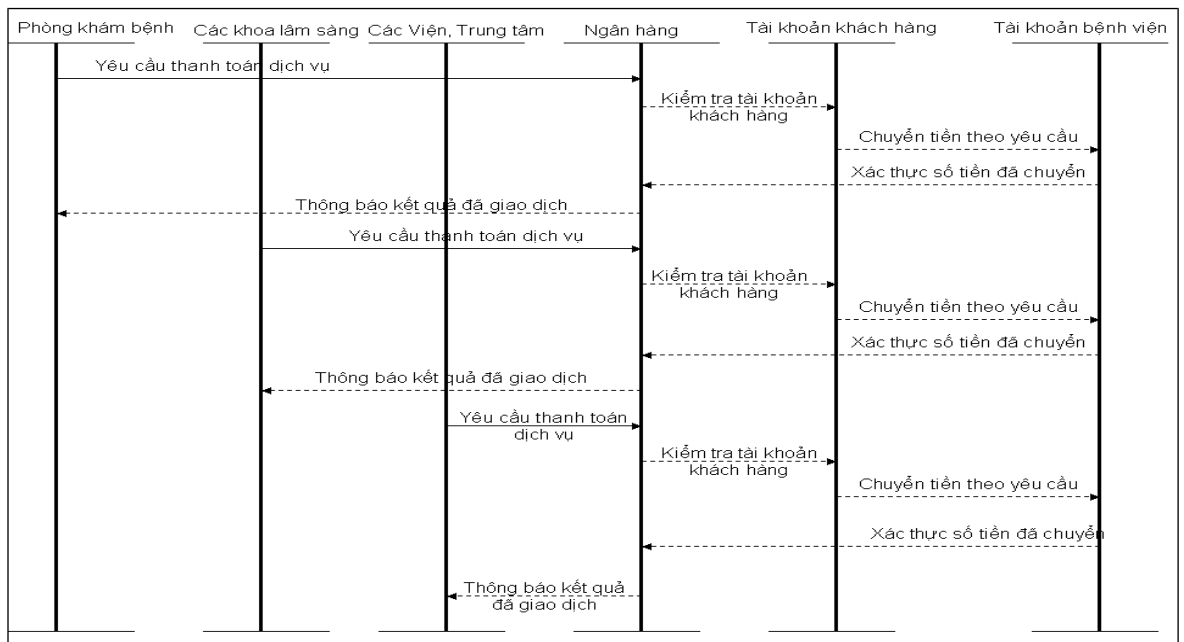 Phòng khám bệnh
Các khoa lâm sàng
Các Viện, Trung tâm
Ngân hàng
Tài khoản khách hàng
Tài khoản bệnh viện
Yêu cầu thanh toán dịch vụ
Kiểm tra tài khoản
khách hàng
Chuyển tiền theo yêu cầu
Xác thực số tiền đã chuyển
Thông báo kết quả đã giao dịch
Yêu cầu thanh toán dịch vụ
Kiểm tra tài khoản
khách hàng
Chuyển tiền theo yêu cầu
Xác thực số tiền đã chuyển
Thông báo kết quả đã giao dịch
Yêu cầu thanh toán
dịch vụ
Kiểm tra tài khoản
khách hàng
Chuyển tiền theo yêu cầu
Xác thực số tiền đã chuyển
Thông báo kết quả
đã giao dịch